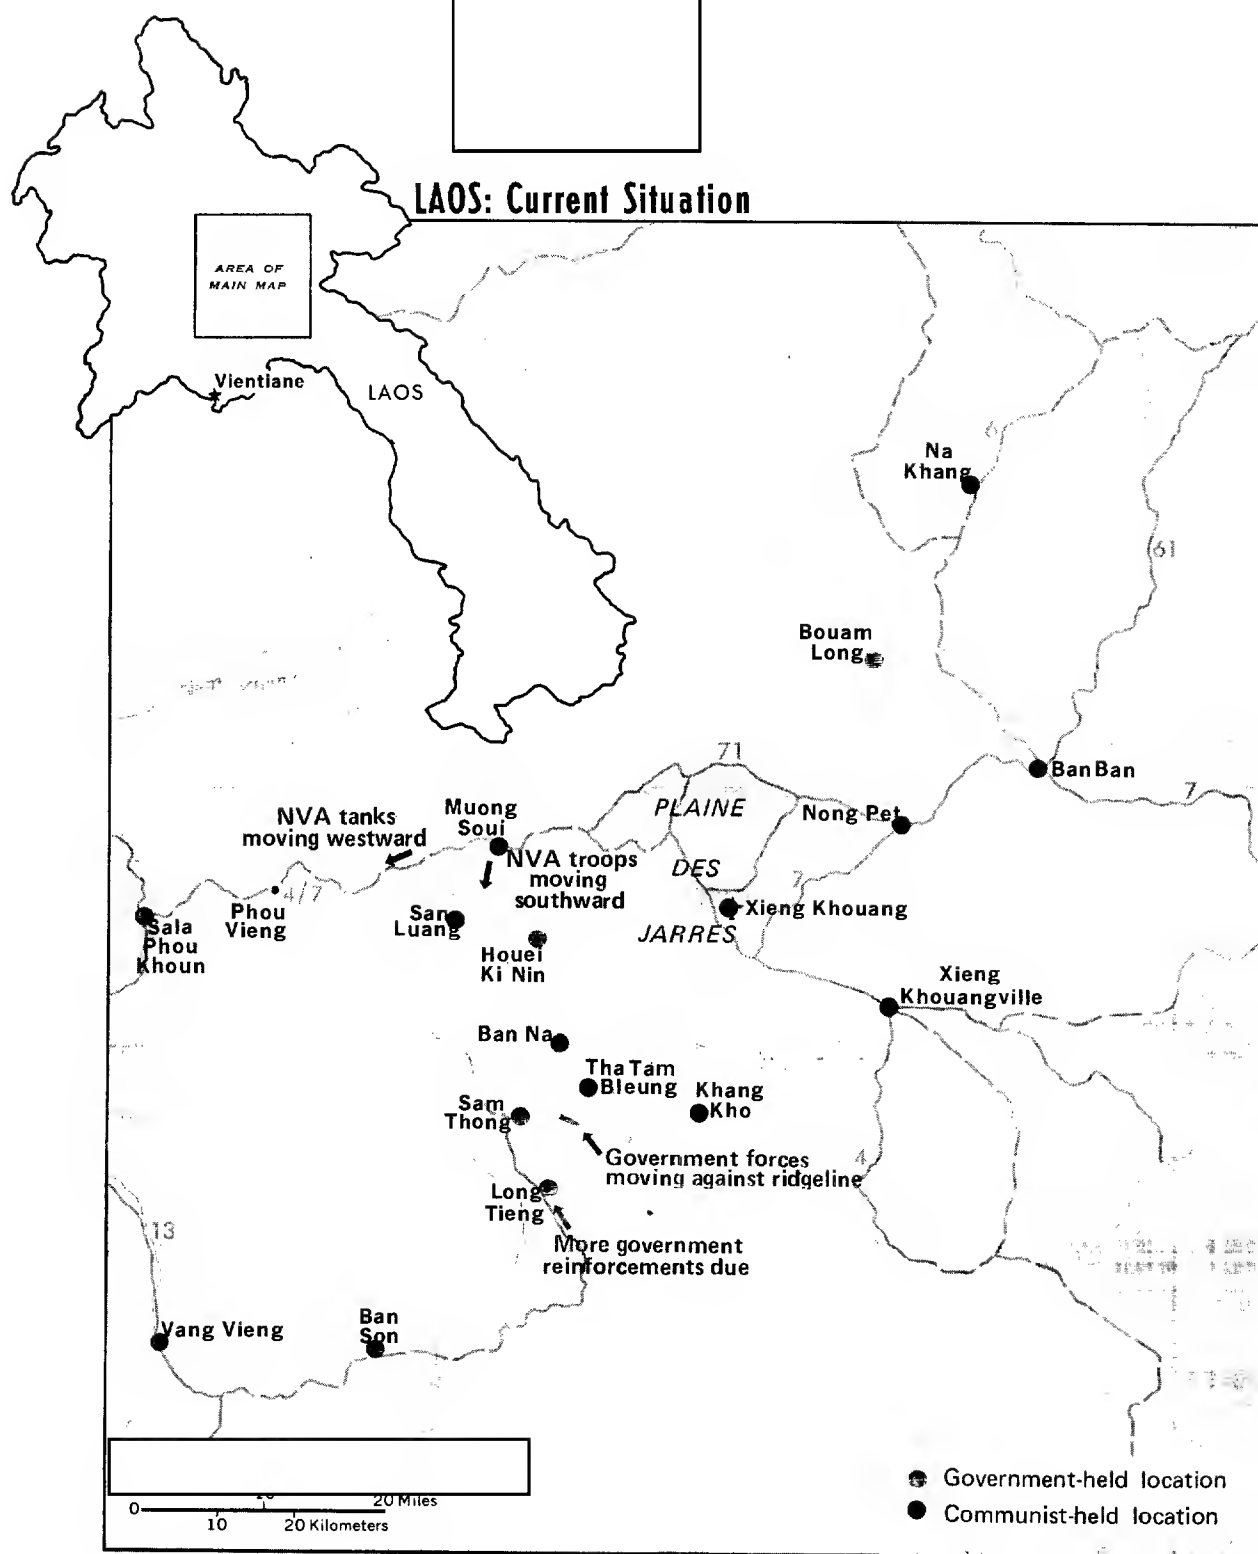 LAOS: Current Situation
AREA OF
MAIN MAP
Vientiane
LAOS
6
Na
Khang
61
Bouam
Long
71
Ban Ban
7
PLAINE
DES
JARRES
Nong Pet
7
Muong
Soui
NVA tanks
moving westward
NVA troops
moving
southward
4/7
Phou
Vieng
Sala
Phou
Khoun
San
Luang
Houei
Ki Nin
Xieng Khouang
Xieng
Khouangville
Ban Na
Tha Tam
Bleung
Khang
Kho
Sam
Thong
Government forces
moving against ridgeline
4
Long
Tieng
More government
reinforcements due
13
Vang Vieng
Ban
Son
0 20 Miles
10 20 Kilometers
Government-held location
Communist-held location